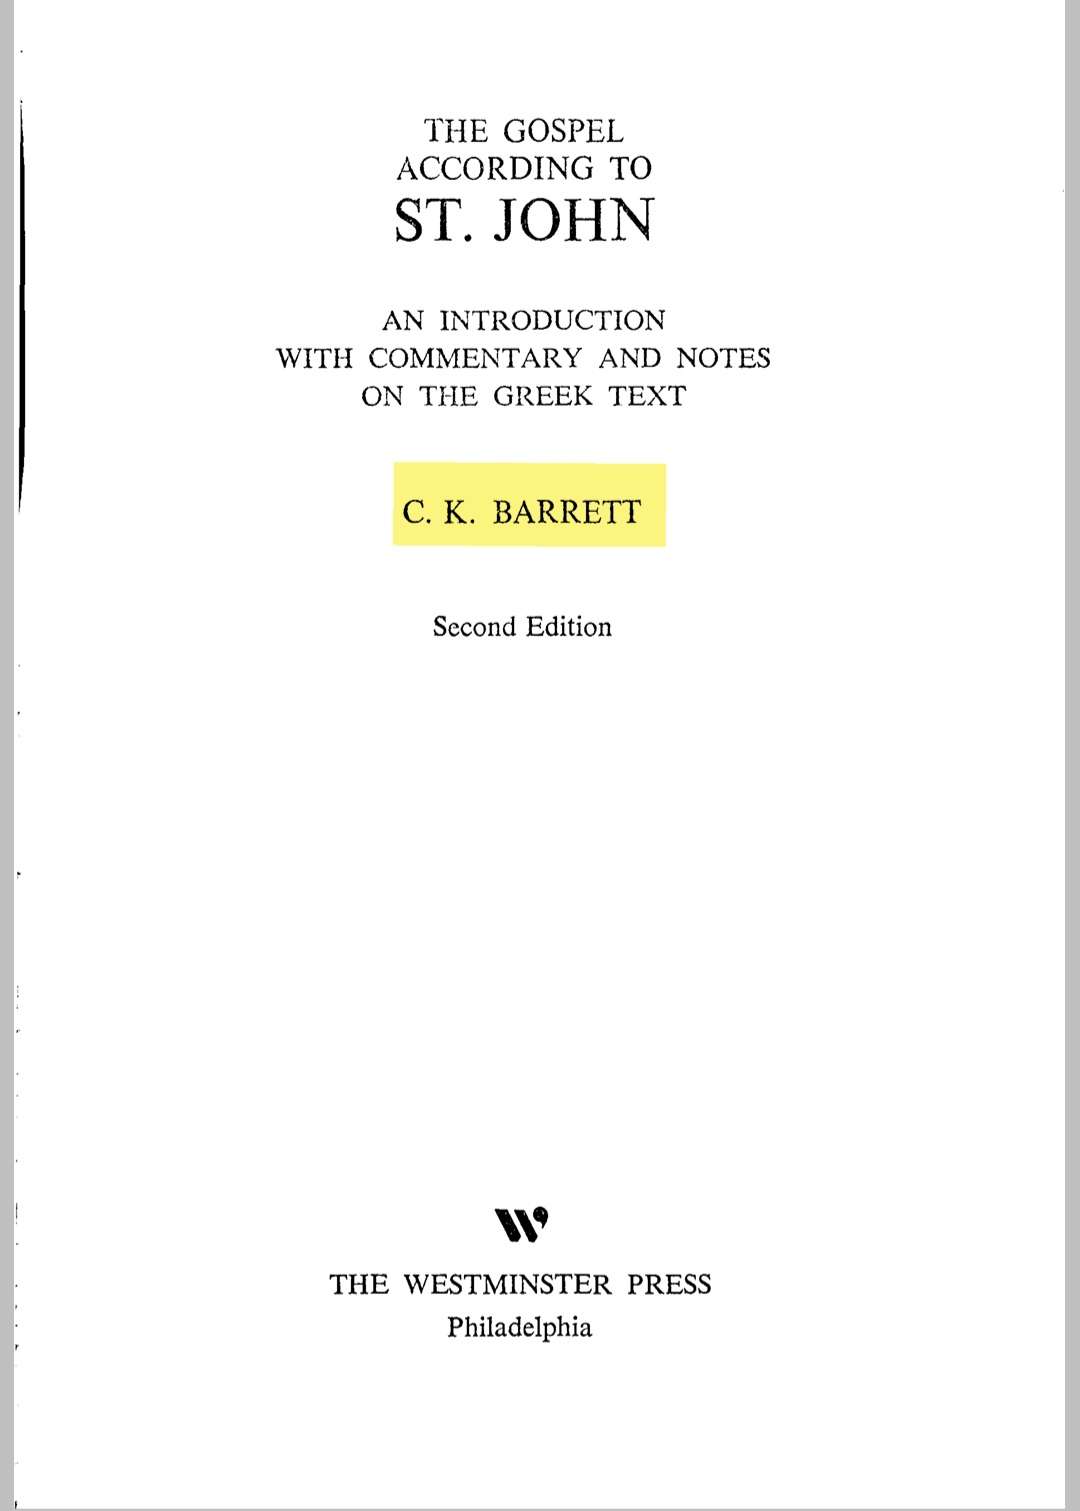 THE GOSPEL
ACCORDING TO
ST. JOHN
AN INTRODUCTION
WITH COMMENTARY AND NOTES
ON THE GREEK TEXT
C. K. BARRETT
Second Edition
THE WESTMINSTER PRESS
Philadelphia